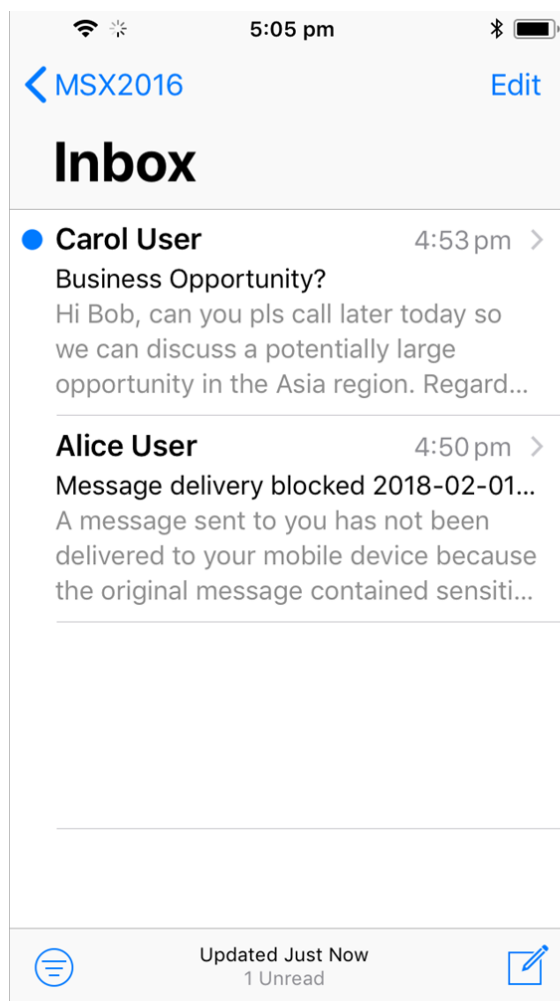 5:05 pm
MSX2016
Edit
Inbox
Carol User 4:53 pm
Business Opportunity?
Hi Bob, can you pls call later today so
we can discuss a potentially large
opportunity in the Asia region. Regard...
Alice User 4:50 pm
Message delivery blocked 2018-02-01...
A message sent to you has not been
delivered to your mobile device because
the original message contained sensiti...
Updated Just Now
1 Unread